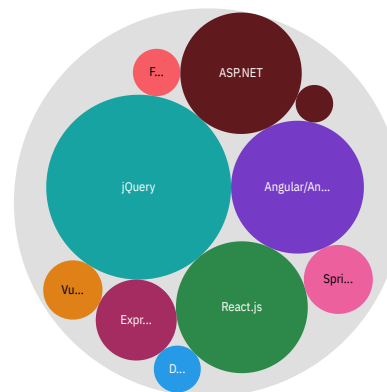 ASP.NET
F...
jQuery
Angular/An...
Spri...
Vu...
React.js
Expr...
D...